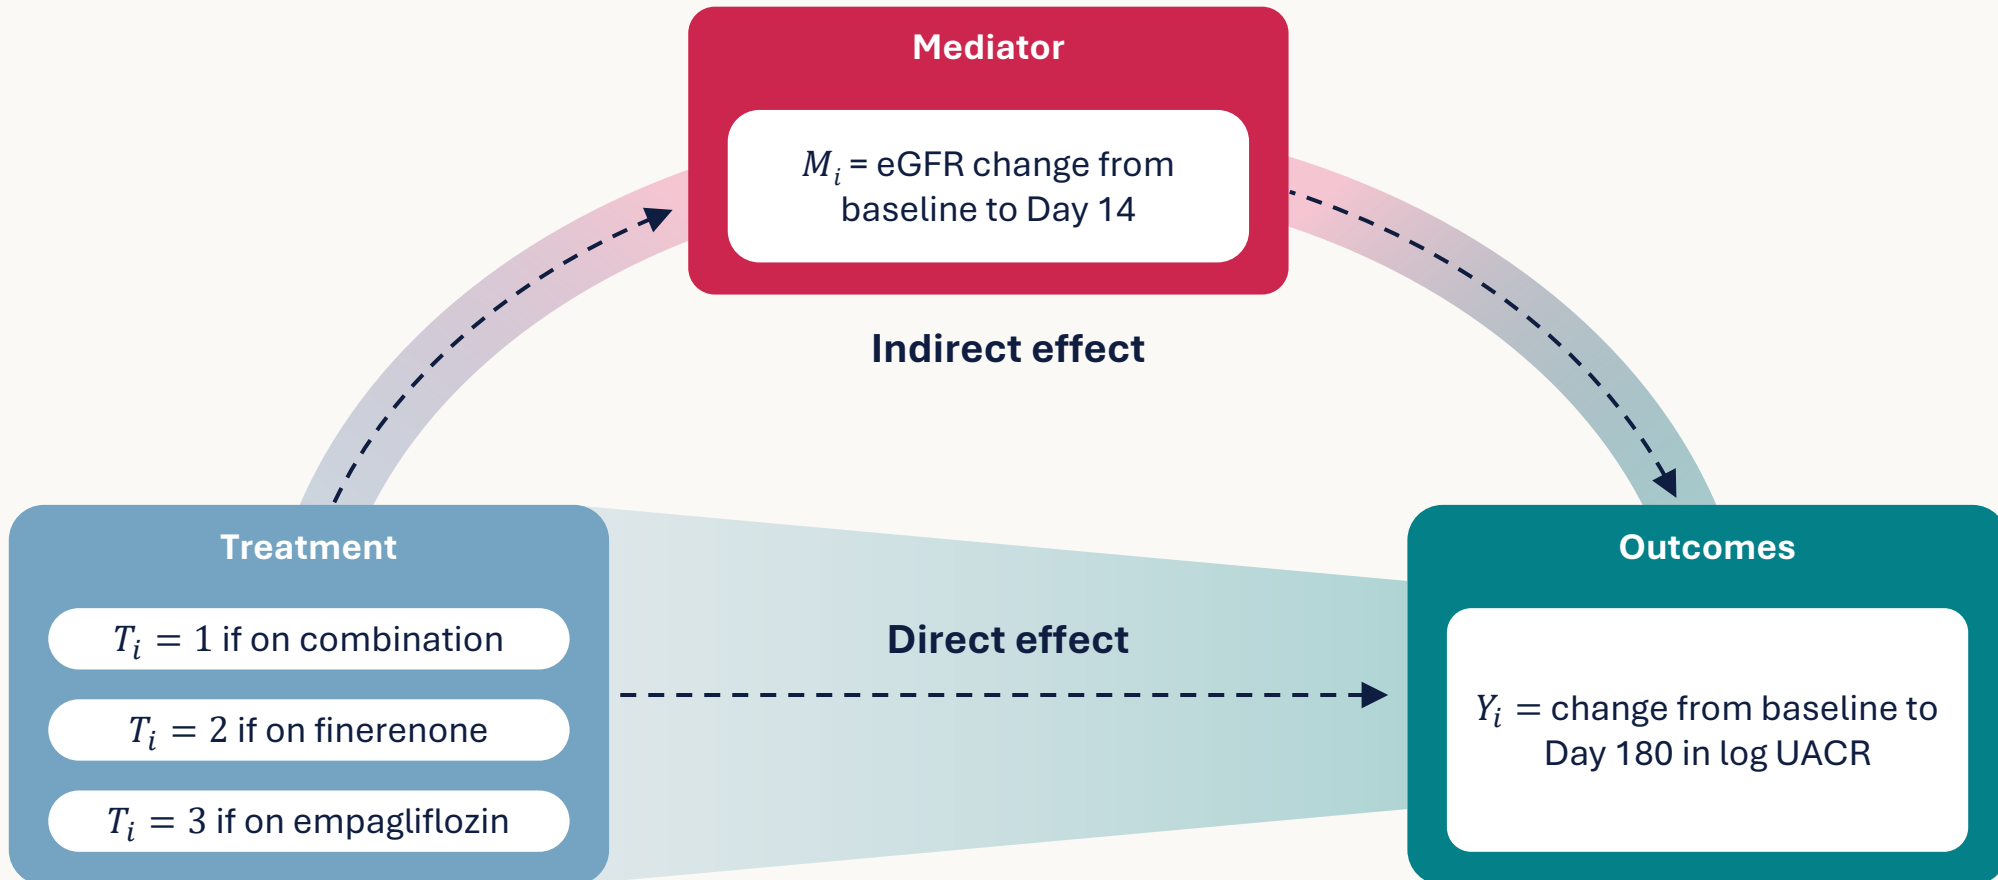 Mediator
Mᵢ = eGFR change from
baseline to Day 14
Indirect effect
Treatment
Tᵢ = 1 if on combination
Tᵢ = 2 if on finerenone
Tᵢ = 3 if on empagliflozin
Direct effect
Outcomes
Yᵢ = change from baseline to
Day 180 in log UACR